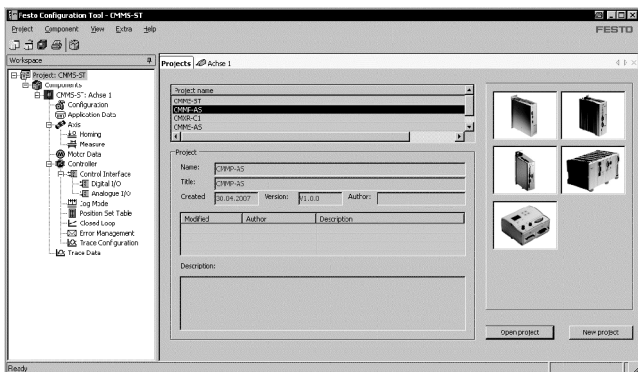 Festo Configuration Tool - CMMS-ST
Project Component View Extra Help
FESTO
Workspace
Projects Achse 1
Project: CMMS-ST
Components
CMMS-ST: Achse 1
Configuration
Application Data
Axis
Homing
Measure
Motor Data
Controller
Control Interface
Digital I/O
Analogue I/O
Jog Mode
Position Set Table
Closed Loop
Error Management
Trace Configuration
Trace Data
Project name
CMMS-ST
CMMP-AS
CMXR-C1
CMMS-AS
Project
Name: CMMP-AS
Title: CMMP-AS
Created 30.04.2007 Version: V1.0.0 Author:
Modified Author Description
Description:
Open project New project
Ready